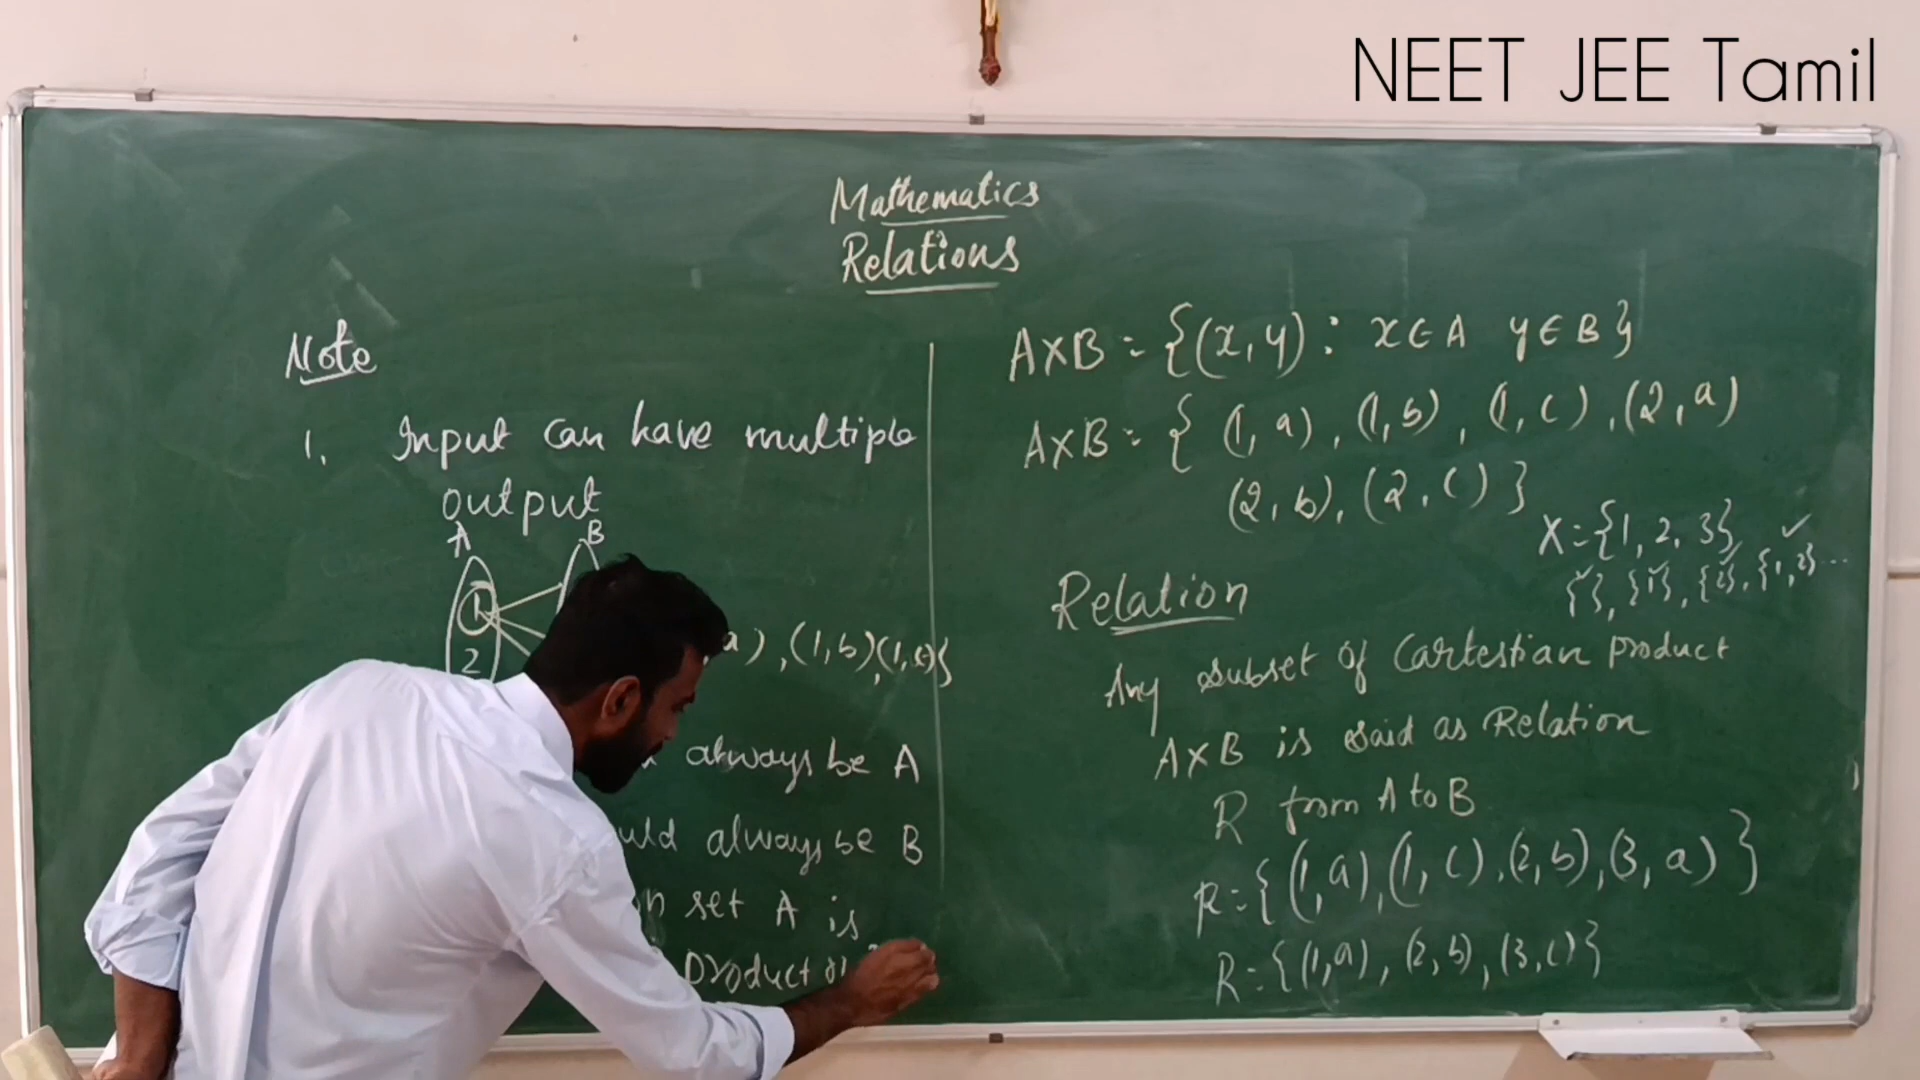 NEET JEE Tamil
Mathematics
Relations
Note
1. Input can have multiple
output
A B
1
2
a), (1,b), (1,c)}
always be A
always be B
set A is
product of
A×B = {(x,y) : x∈A y∈B}
A×B = { (1,a), (1,b), (1,c), (2,a)
(2,b), (2,c) }
X={1, 2, 3}
{ }, {1}, {2}, {1,2}...
Relation
Any subset of Cartestian product
A×B is said as Relation
R from A to B
R={(1,a),(1,c),(2,b),(3,a)}
R={(1,a), (2,b), (3,c)}